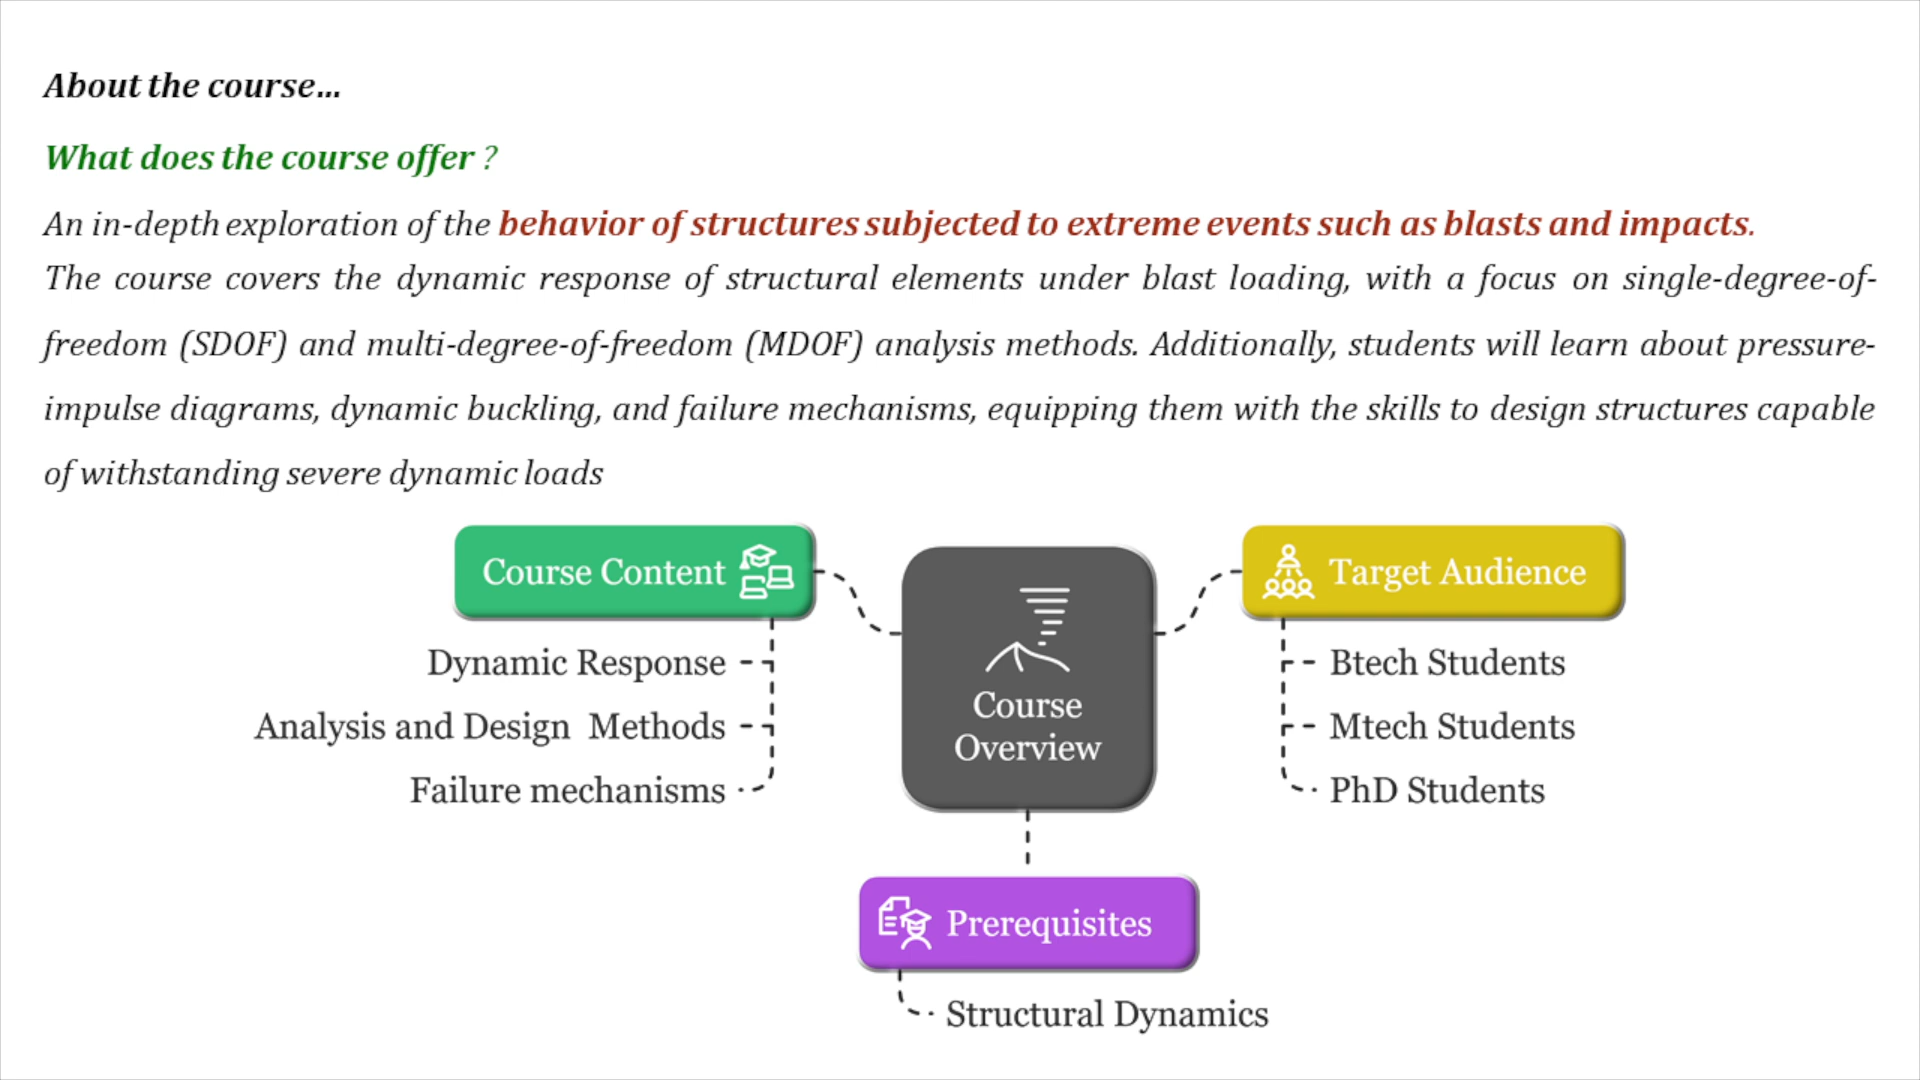 About the course...
What does the course offer ?
An in-depth exploration of the behavior of structures subjected to extreme events such as blasts and impacts.
The course covers the dynamic response of structural elements under blast loading, with a focus on single-degree-of-
freedom (SDOF) and multi-degree-of-freedom (MDOF) analysis methods. Additionally, students will learn about pressure-
impulse diagrams, dynamic buckling, and failure mechanisms, equipping them with the skills to design structures capable
of withstanding severe dynamic loads
Course Content
Dynamic Response
Analysis and Design Methods
Failure mechanisms
Course
Overview
Target Audience
Btech Students
Mtech Students
PhD Students
Prerequisites
Structural Dynamics